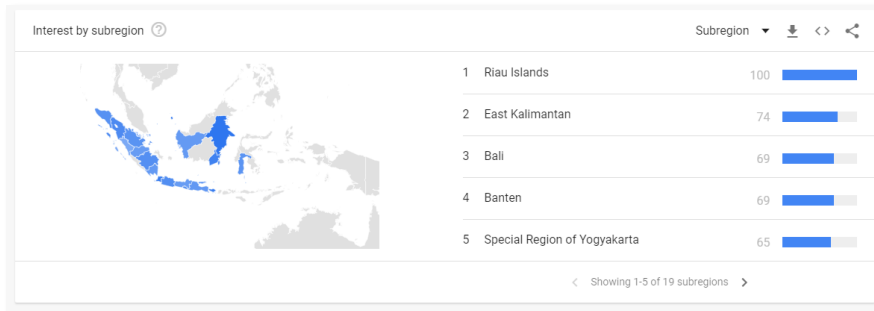 Interest by subregion
Subregion
1 Riau Islands 100
2 East Kalimantan 74
3 Bali 69
4 Banten 69
5 Special Region of Yogyakarta 65
Showing 1-5 of 19 subregions